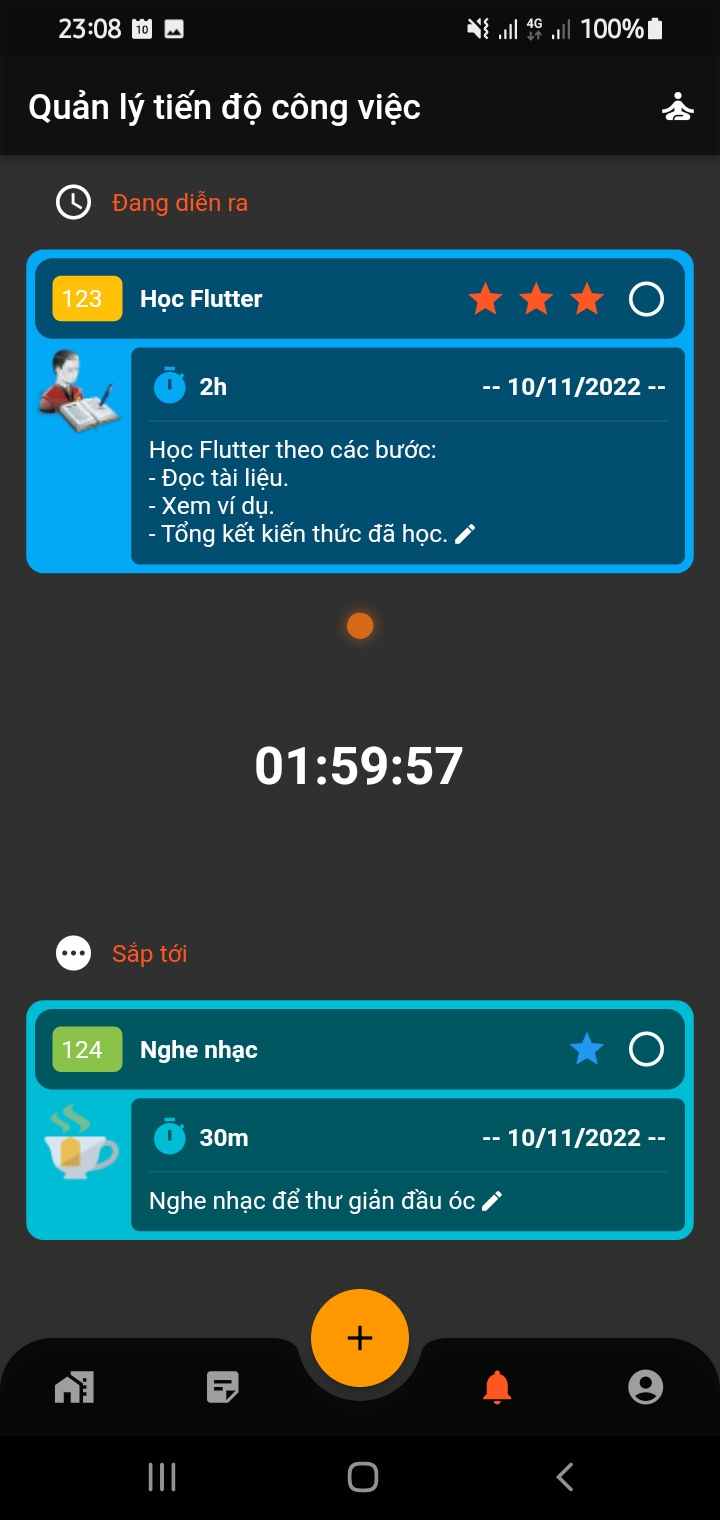 23:08 10 4G 100%
Quản lý tiến độ công việc
Đang diễn ra
123 Học Flutter
2h -- 10/11/2022 --
Học Flutter theo các bước:
- Đọc tài liệu.
- Xem ví dụ.
- Tổng kết kiến thức đã học.
01:59:57
Sắp tới
124 Nghe nhạc
30m -- 10/11/2022 --
Nghe nhạc để thư giản đầu óc